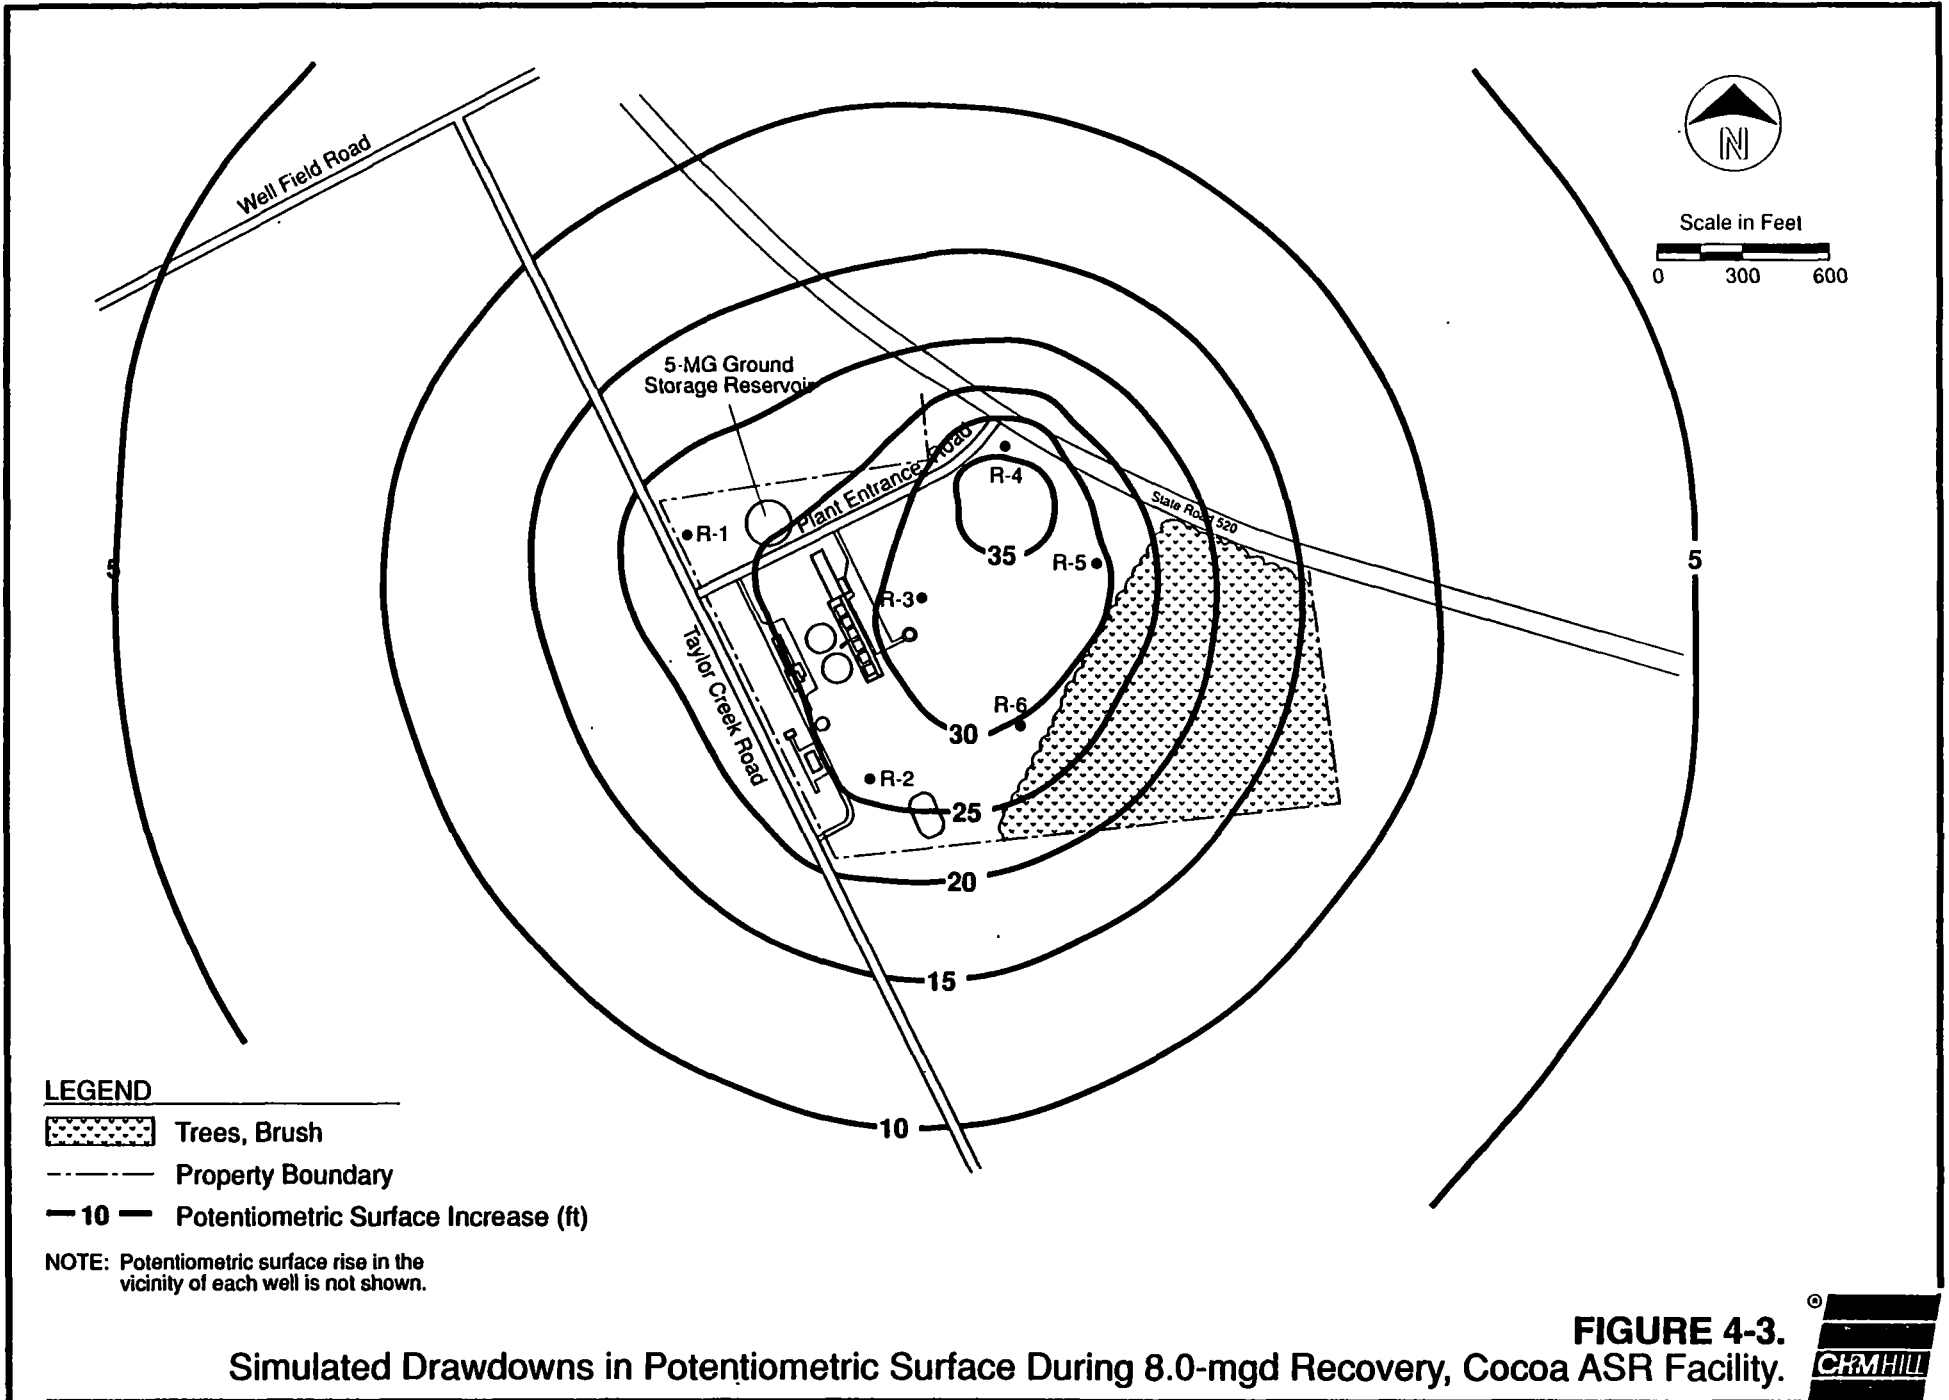 Well Field Road
N
Scale in Feet
0 300 600
5-MG Ground
Storage Reservoir
Plant Entrance Road
State Road 520
Taylor Creek Road
R-1
R-2
R-3
R-4
R-5
R-6
5
5
35
30
25
20
15
10
LEGEND
Trees, Brush
Property Boundary
10 Potentiometric Surface Increase (ft)
NOTE: Potentiometric surface rise in the
vicinity of each well is not shown.
FIGURE 4-3.
Simulated Drawdowns in Potentiometric Surface During 8.0-mgd Recovery, Cocoa ASR Facility.
®
CH2M HILL